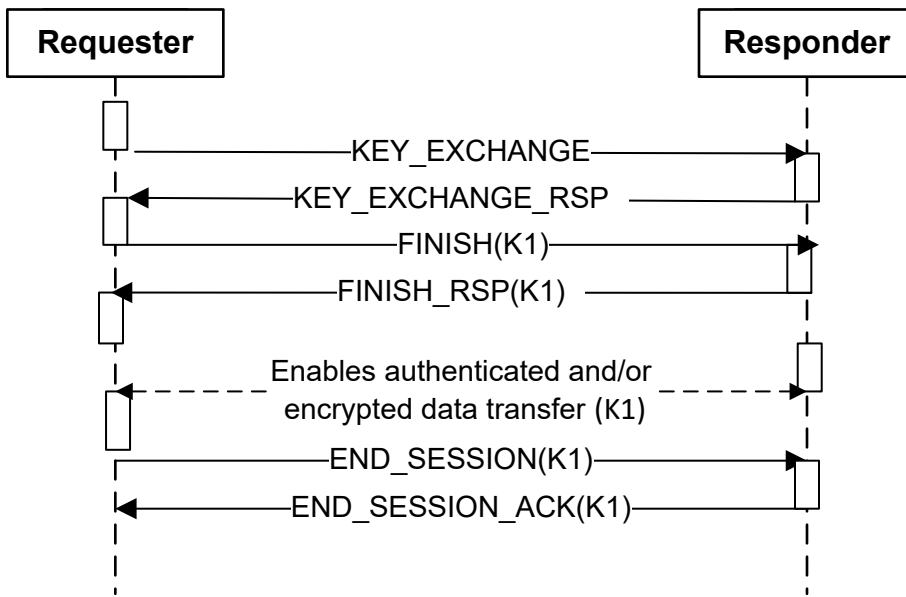 Requester
Responder
KEY_EXCHANGE
KEY_EXCHANGE_RSP
FINISH(K1)
FINISH_RSP(K1)
Enables authenticated and/or
encrypted data transfer (K1)
END_SESSION(K1)
END_SESSION_ACK(K1)